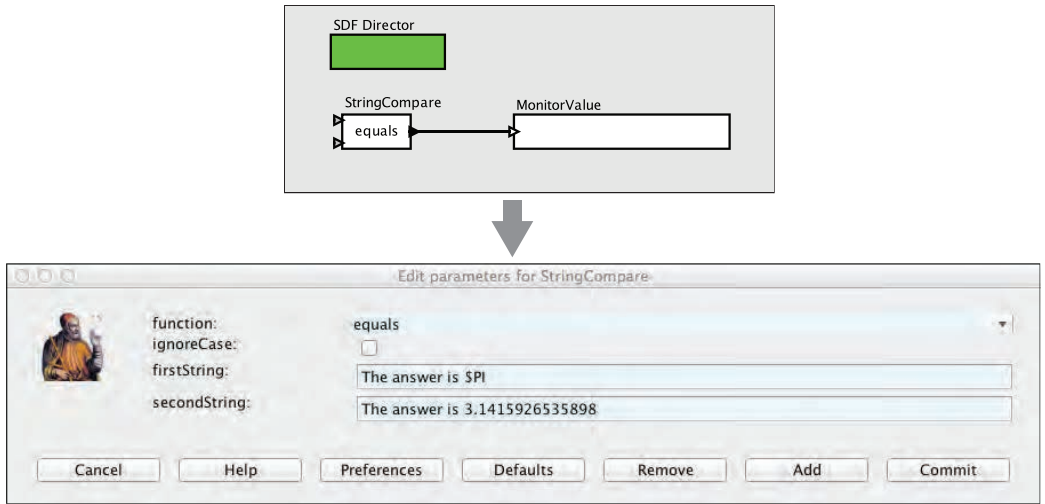 SDF Director
StringCompare
equals
MonitorValue
Edit parameters for StringCompare
function: equals
ignoreCase:
firstString: The answer is $PI
secondString: The answer is 3.1415926535898
Cancel Help Preferences Defaults Remove Add Commit